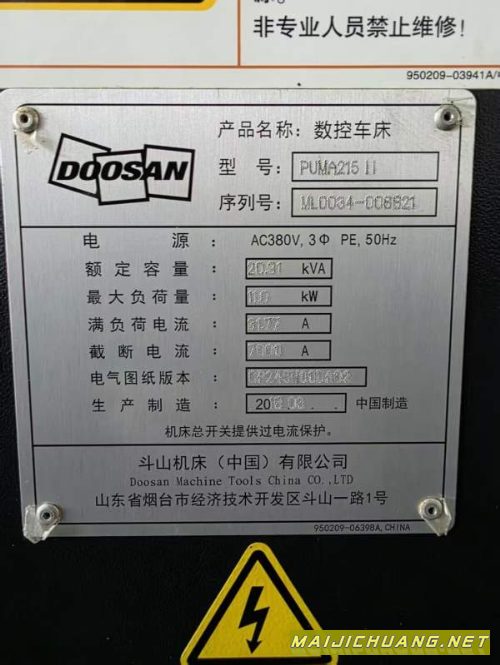 非专业人员禁止维修!
950209-03941A/
DOOSAN
产品名称: 数控车床
型 号: PUMA215 II
序列号: ML0034-008821
电 源: AC380V, 3Φ PE, 50Hz
额定容量: 20.91 kVA
最大负荷量: kW
满负荷电流: A
截断电流: A
电气图纸版本:
生产制造: 2018.03. . 中国制造
机床总开关提供过电流保护。
斗山机床(中国)有限公司
Doosan Machine Tools China CO.,LTD
山东省烟台市经济技术开发区斗山一路1号
950209-06398A,CHINA
MAIJICHUANG.NET